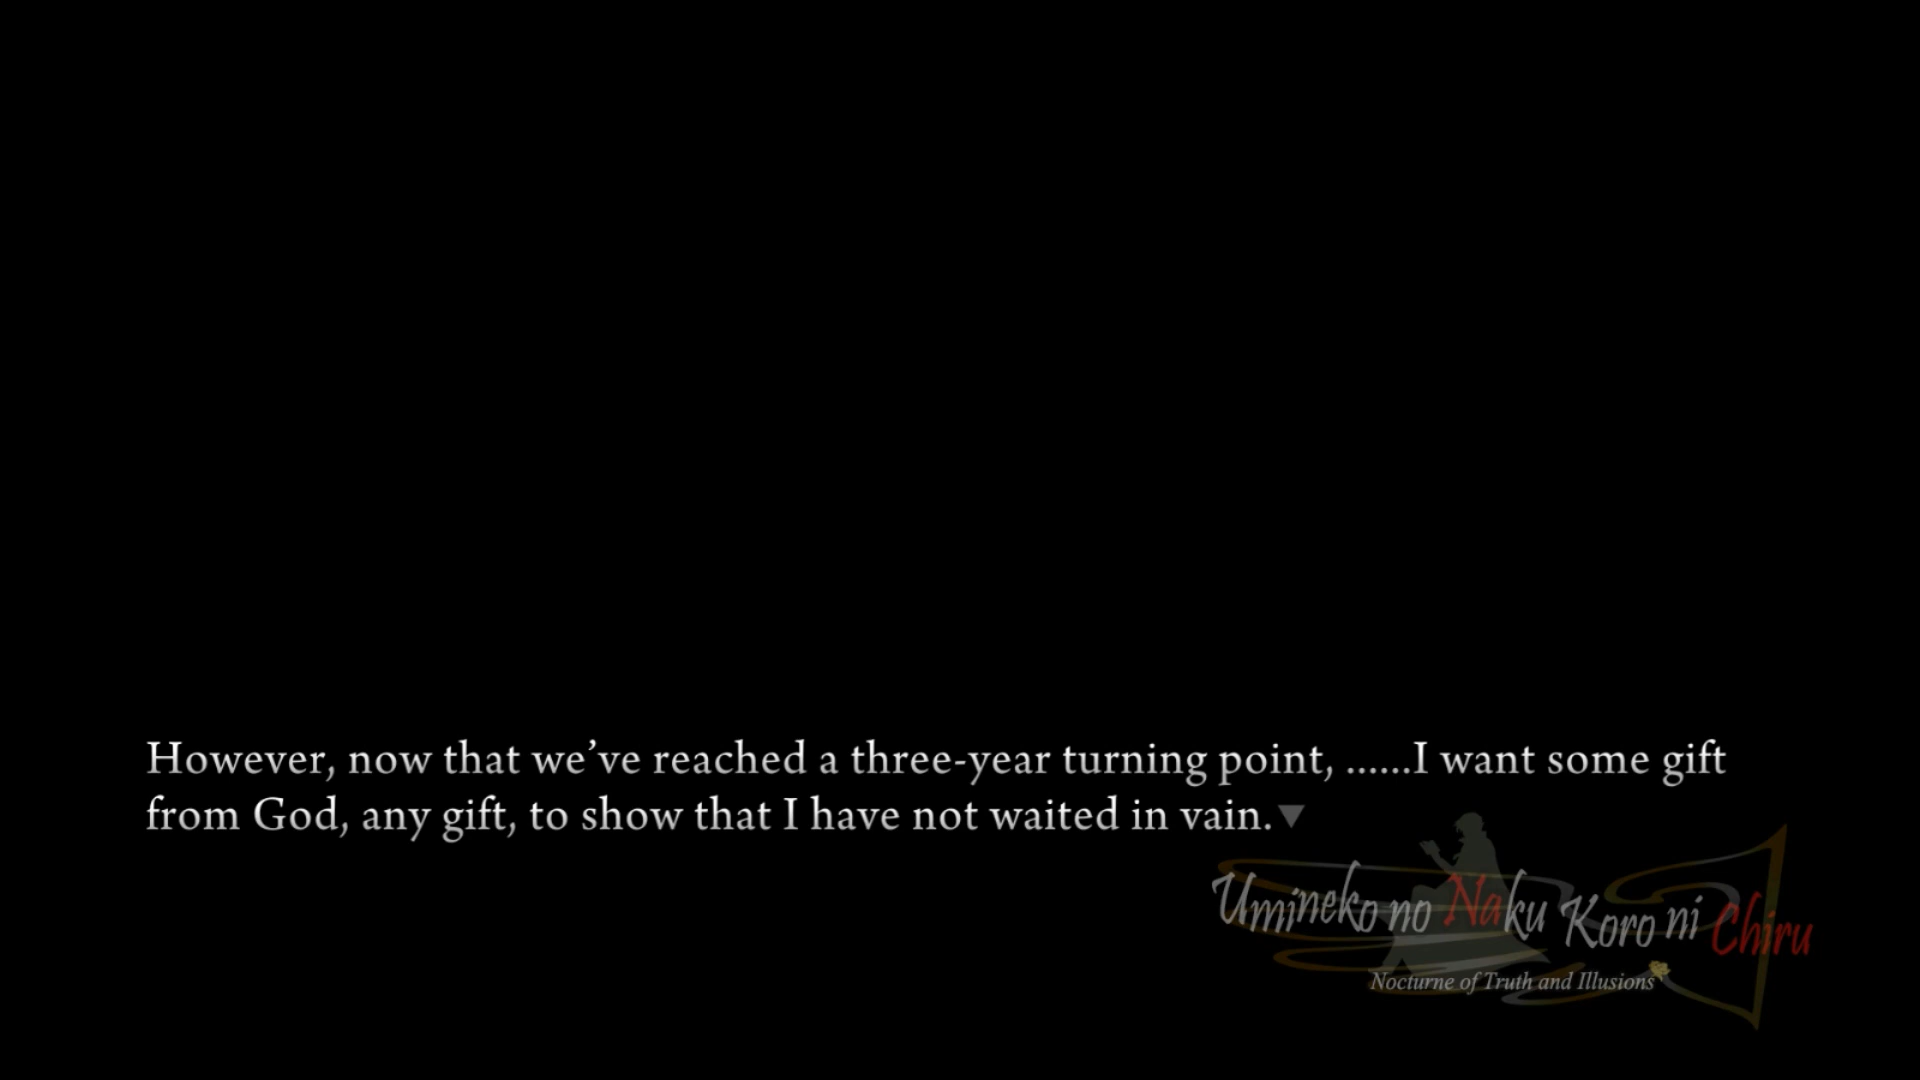 However, now that we’ve reached a three-year turning point, ......I want some gift
from God, any gift, to show that I have not waited in vain.
Umineko no Naku Koro ni Chiru
Nocturne of Truth and Illusions